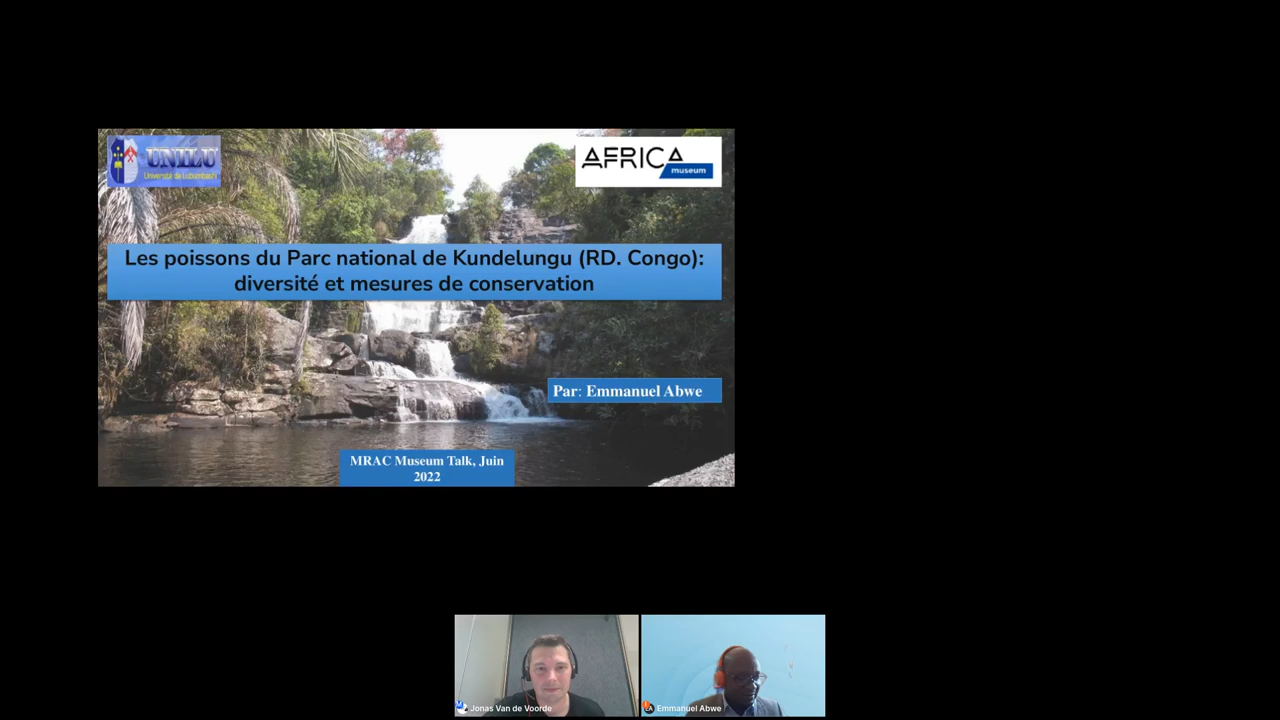 UNILU
Université de Lubumbashi
AFRICA
museum
Les poissons du Parc national de Kundelungu (RD. Congo):
diversité et mesures de conservation
Par: Emmanuel Abwe
MRAC Museum Talk, Juin
2022
Jonas Van de Voorde
EA Emmanuel Abwe